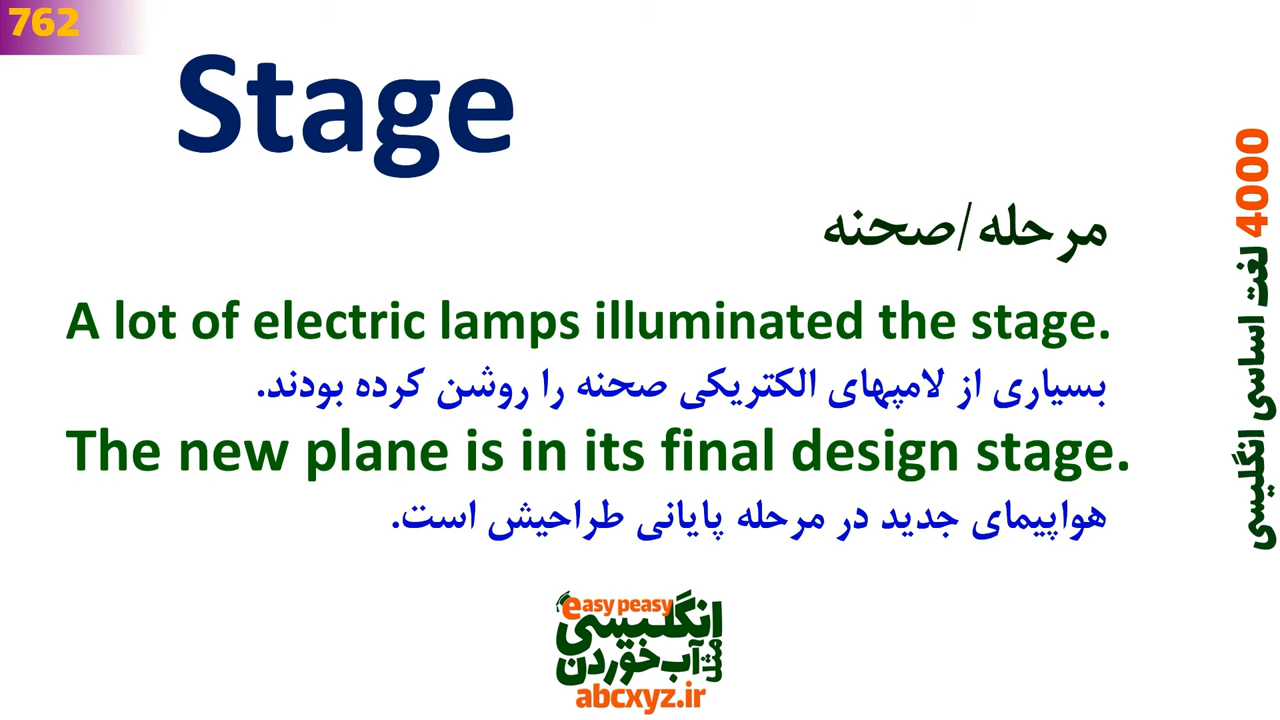 762
Stage
مرحله/صحنه
A lot of electric lamps illuminated the stage.
بسیاری از لامپهای الکتریکی صحنه را روشن کرده بودند.
The new plane is in its final design stage.
هواپیمای جدید در مرحله پایانی طراحیش است.
4000 لغت اساسی انگلیسی
easy peasy
انگلیسی
مثل آب خوردن
abcxyz.ir